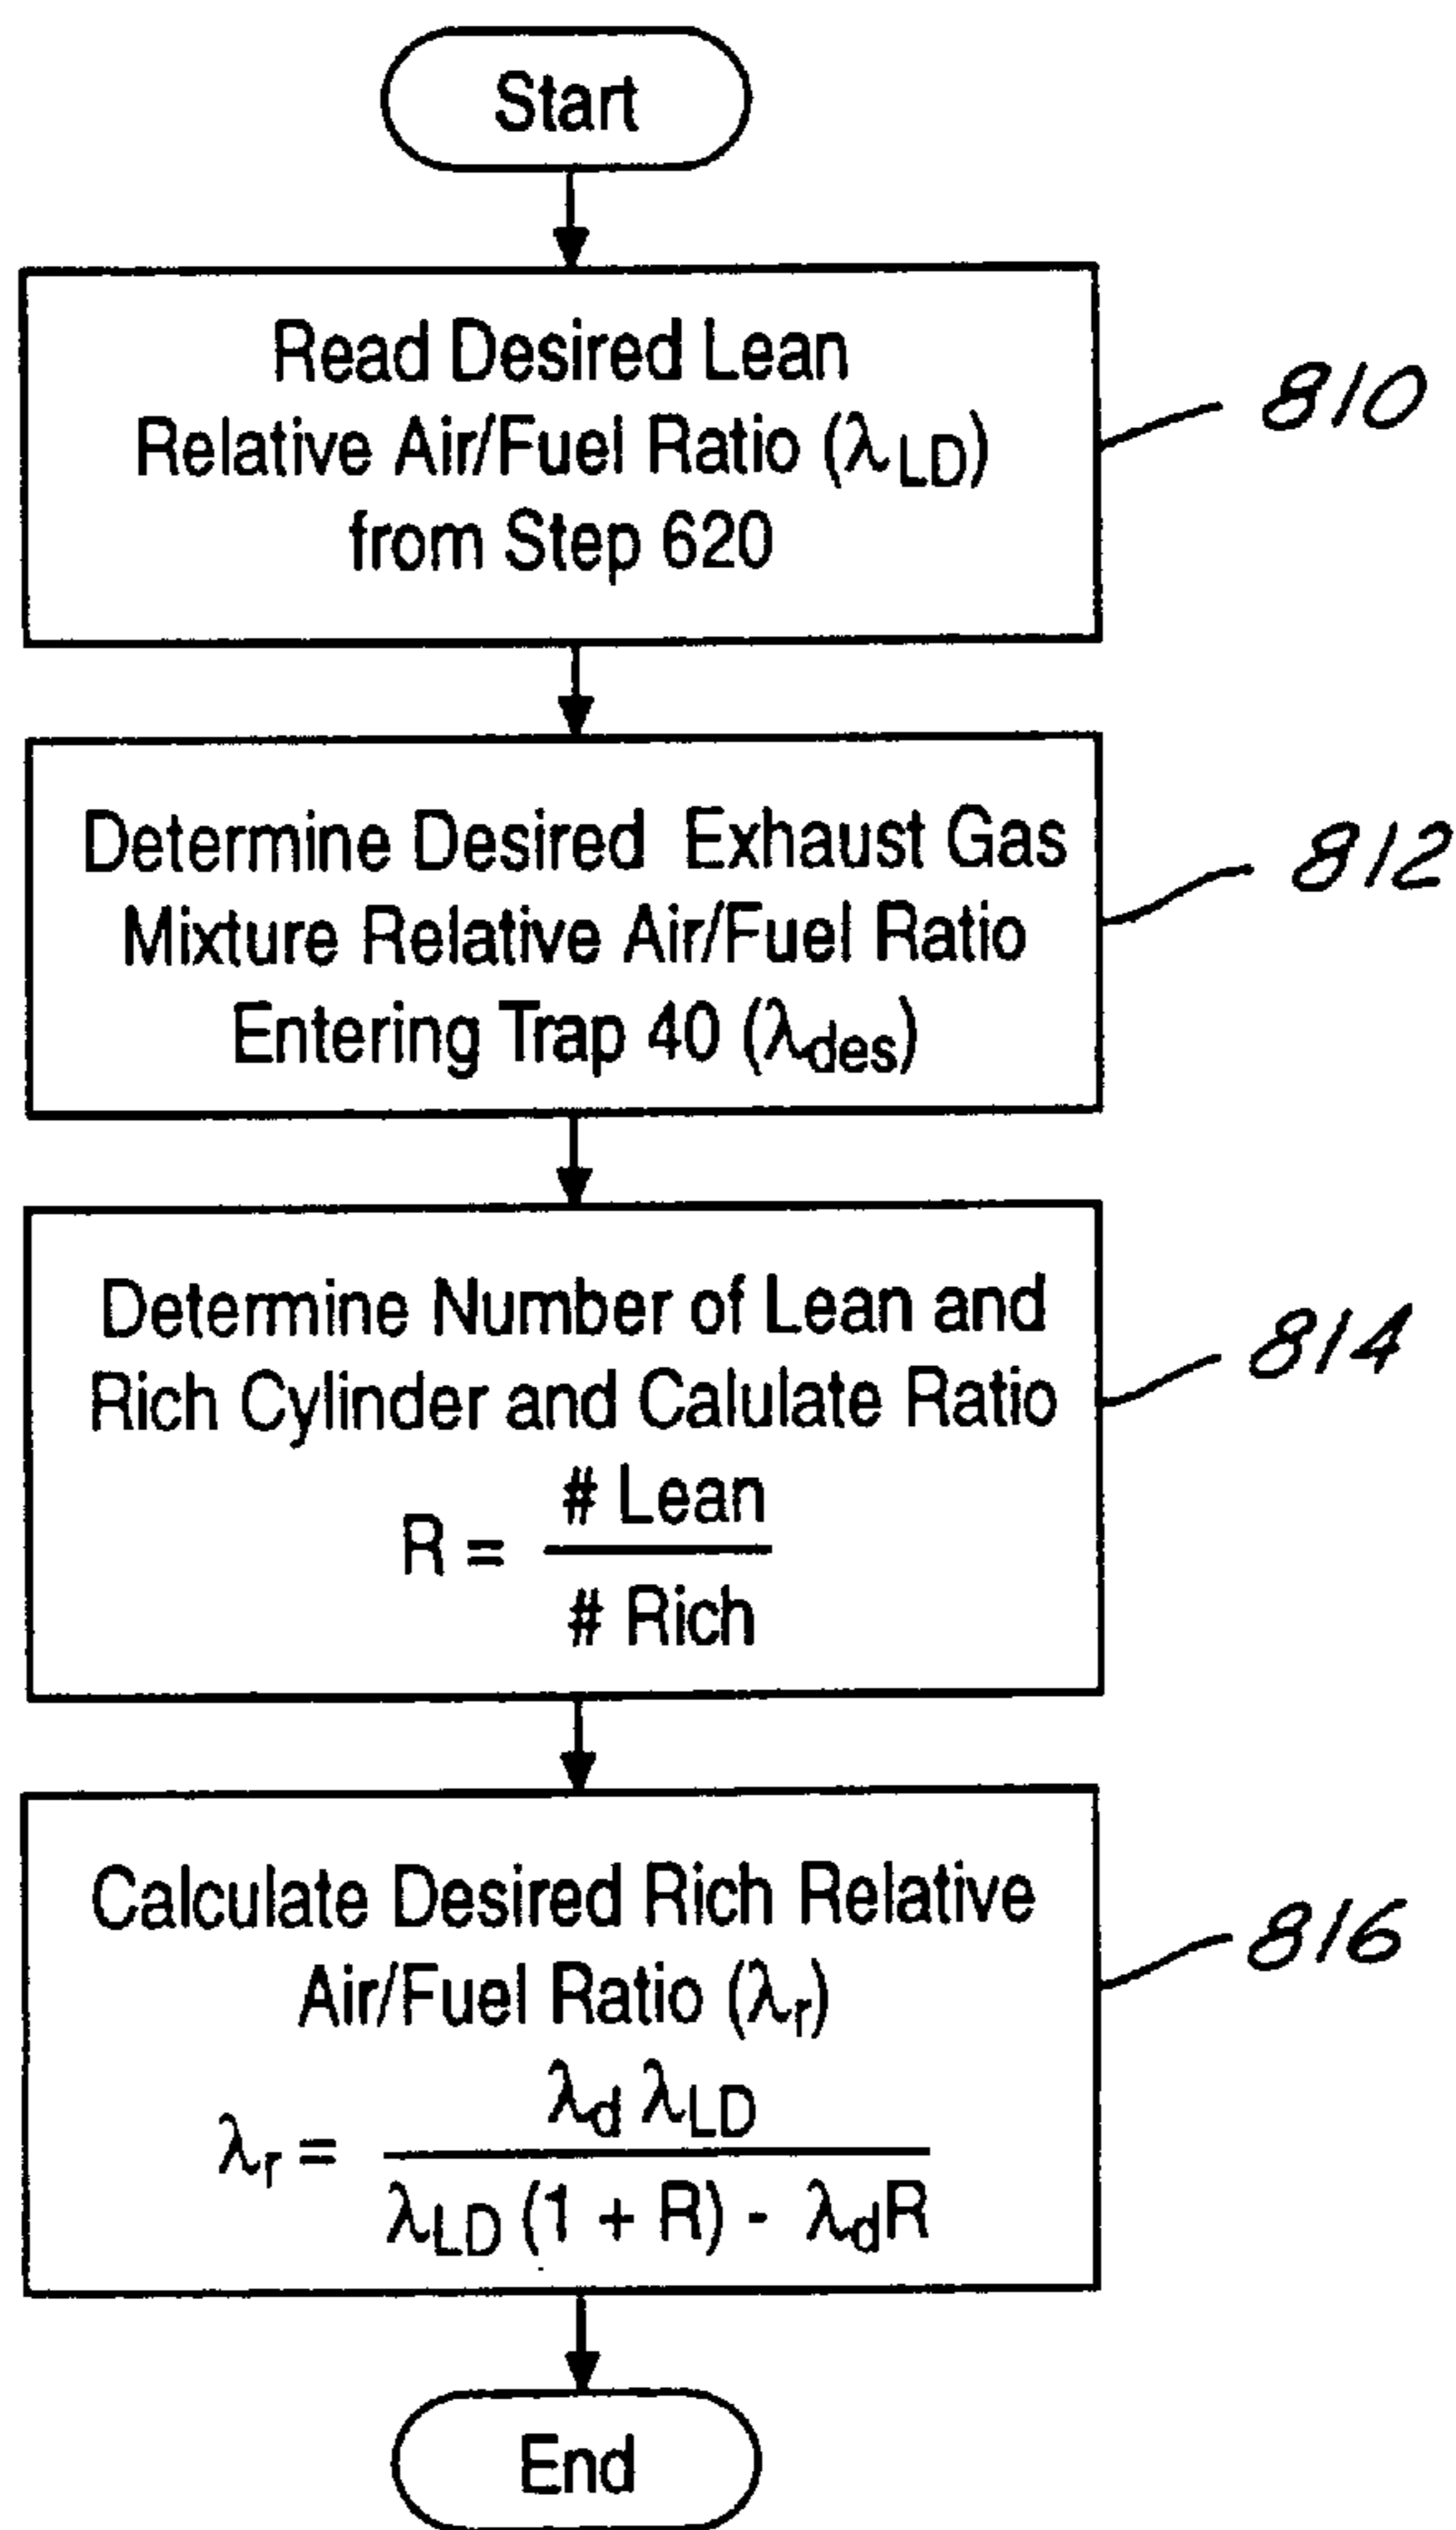 Start
Read Desired Lean
Relative Air/Fuel Ratio (λLD)
from Step 620
810
Determine Desired Exhaust Gas
Mixture Relative Air/Fuel Ratio
Entering Trap 40 (λdes)
812
Determine Number of Lean and
Rich Cylinder and Calulate Ratio
R = # Lean / # Rich
814
Calculate Desired Rich Relative
Air/Fuel Ratio (λr)
λr = λd λLD / λLD (1 + R) - λdR
816
End